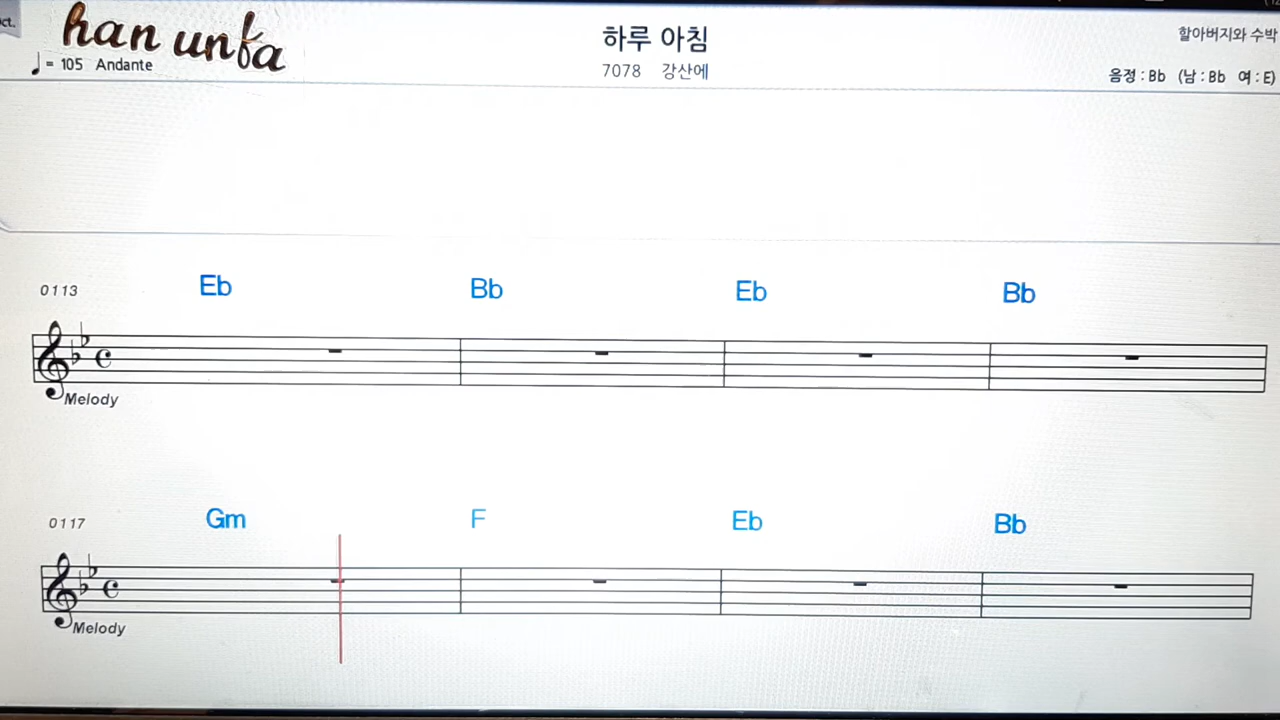 ct.
han unfa
♩= 105 Andante
하루 아침
7078 강산에
할아버지와 수박
음정 : Bb (남 : Bb 여 : E)
0113 Eb Bb Eb Bb
Melody
0117 Gm F Eb Bb
Melody